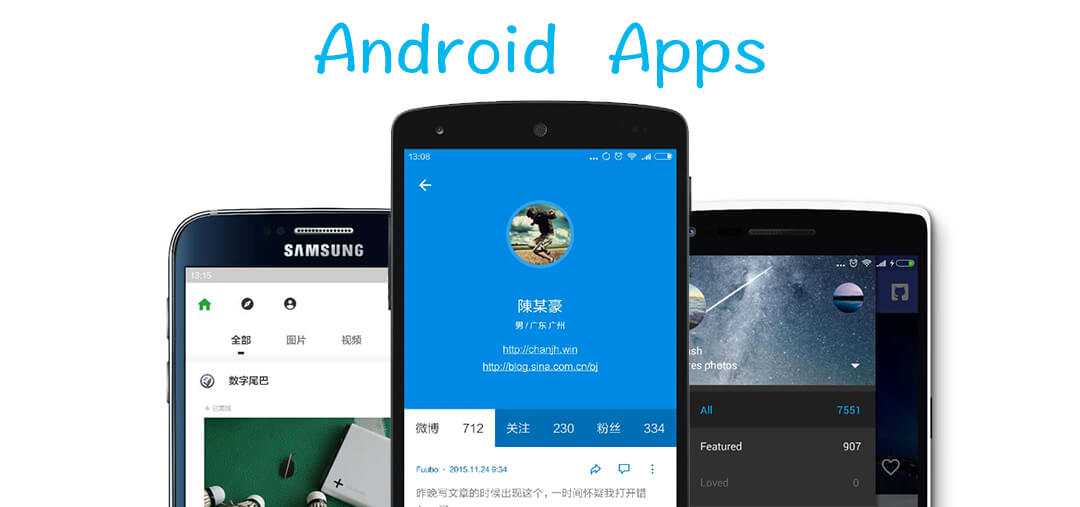 Android Apps
SAMSUNG
13:15
全部 图片 视频
数字尾巴
13:08
陳某豪
男 / 广东 广州
http://chanjh.win
http://blog.sina.com.cn/bj
微博 712 关注 230 粉丝 334
Fuubo · 2015.11.24 9:34
昨晚写文章的时候出现这个，一时间怀疑我打开错
sh
res photos
All 7551
Featured 907
Loved 0